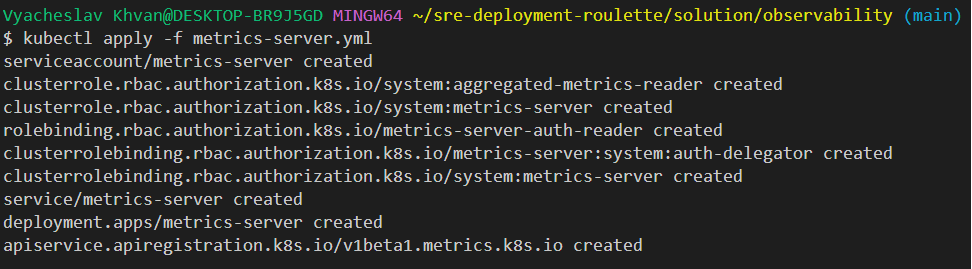 Vyacheslav Khvan@DESKTOP-BR9J5GD MINGW64 ~/sre-deployment-roulette/solution/observability (main)
$ kubectl apply -f metrics-server.yml
serviceaccount/metrics-server created
clusterrole.rbac.authorization.k8s.io/system:aggregated-metrics-reader created
clusterrole.rbac.authorization.k8s.io/system:metrics-server created
rolebinding.rbac.authorization.k8s.io/metrics-server-auth-reader created
clusterrolebinding.rbac.authorization.k8s.io/metrics-server:system:auth-delegator created
clusterrolebinding.rbac.authorization.k8s.io/system:metrics-server created
service/metrics-server created
deployment.apps/metrics-server created
apiservice.apiregistration.k8s.io/v1beta1.metrics.k8s.io created